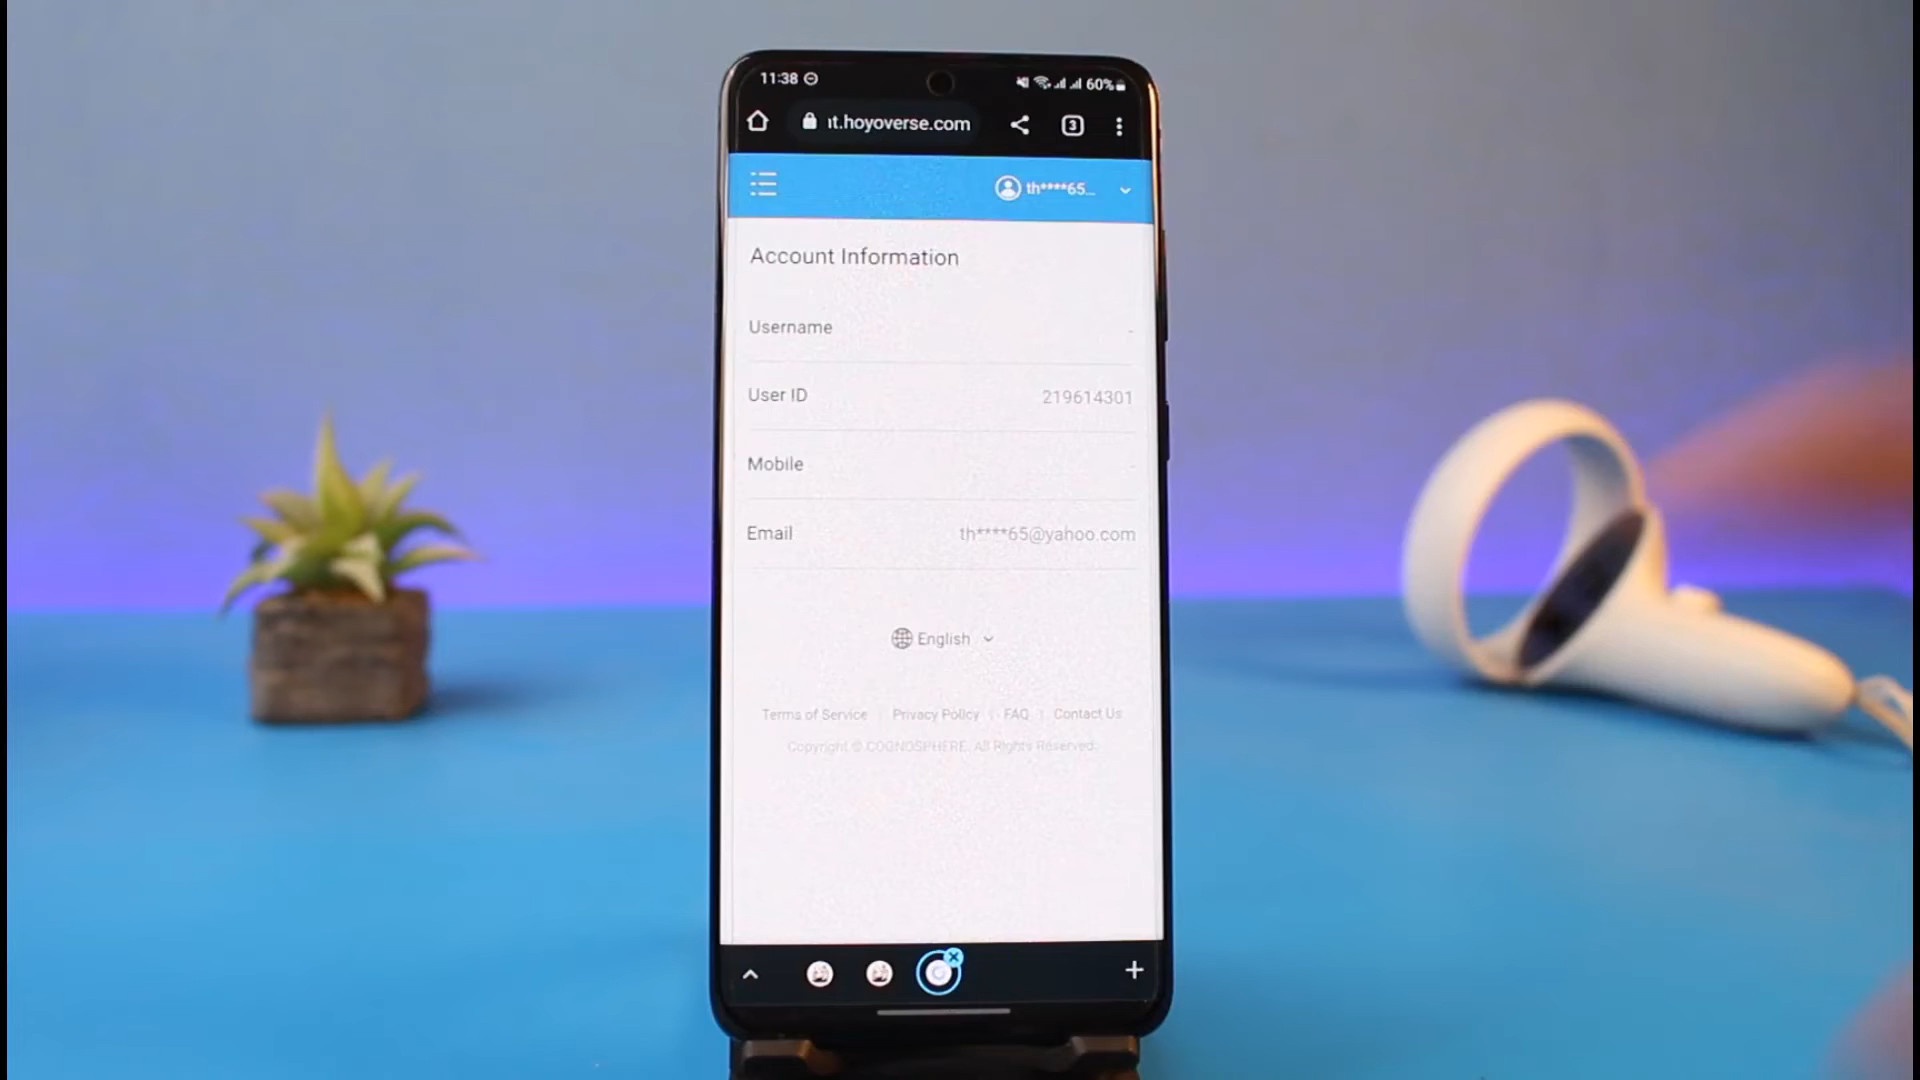 11:38 60%
ıt.hoyoverse.com 3
th****65...
Account Information
Username -
User ID 219614301
Mobile -
Email th****65@yahoo.com
English
Terms of Service | Privacy Policy | FAQ | Contact Us
Copyright © COGNOSPHERE. All Rights Reserved.